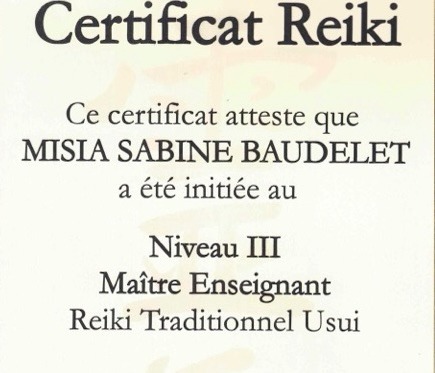 Certificat Reiki
Ce certificat atteste que
MISIA SABINE BAUDELET
a été initiée au
Niveau III
Maître Enseignant
Reiki Traditionnel Usui